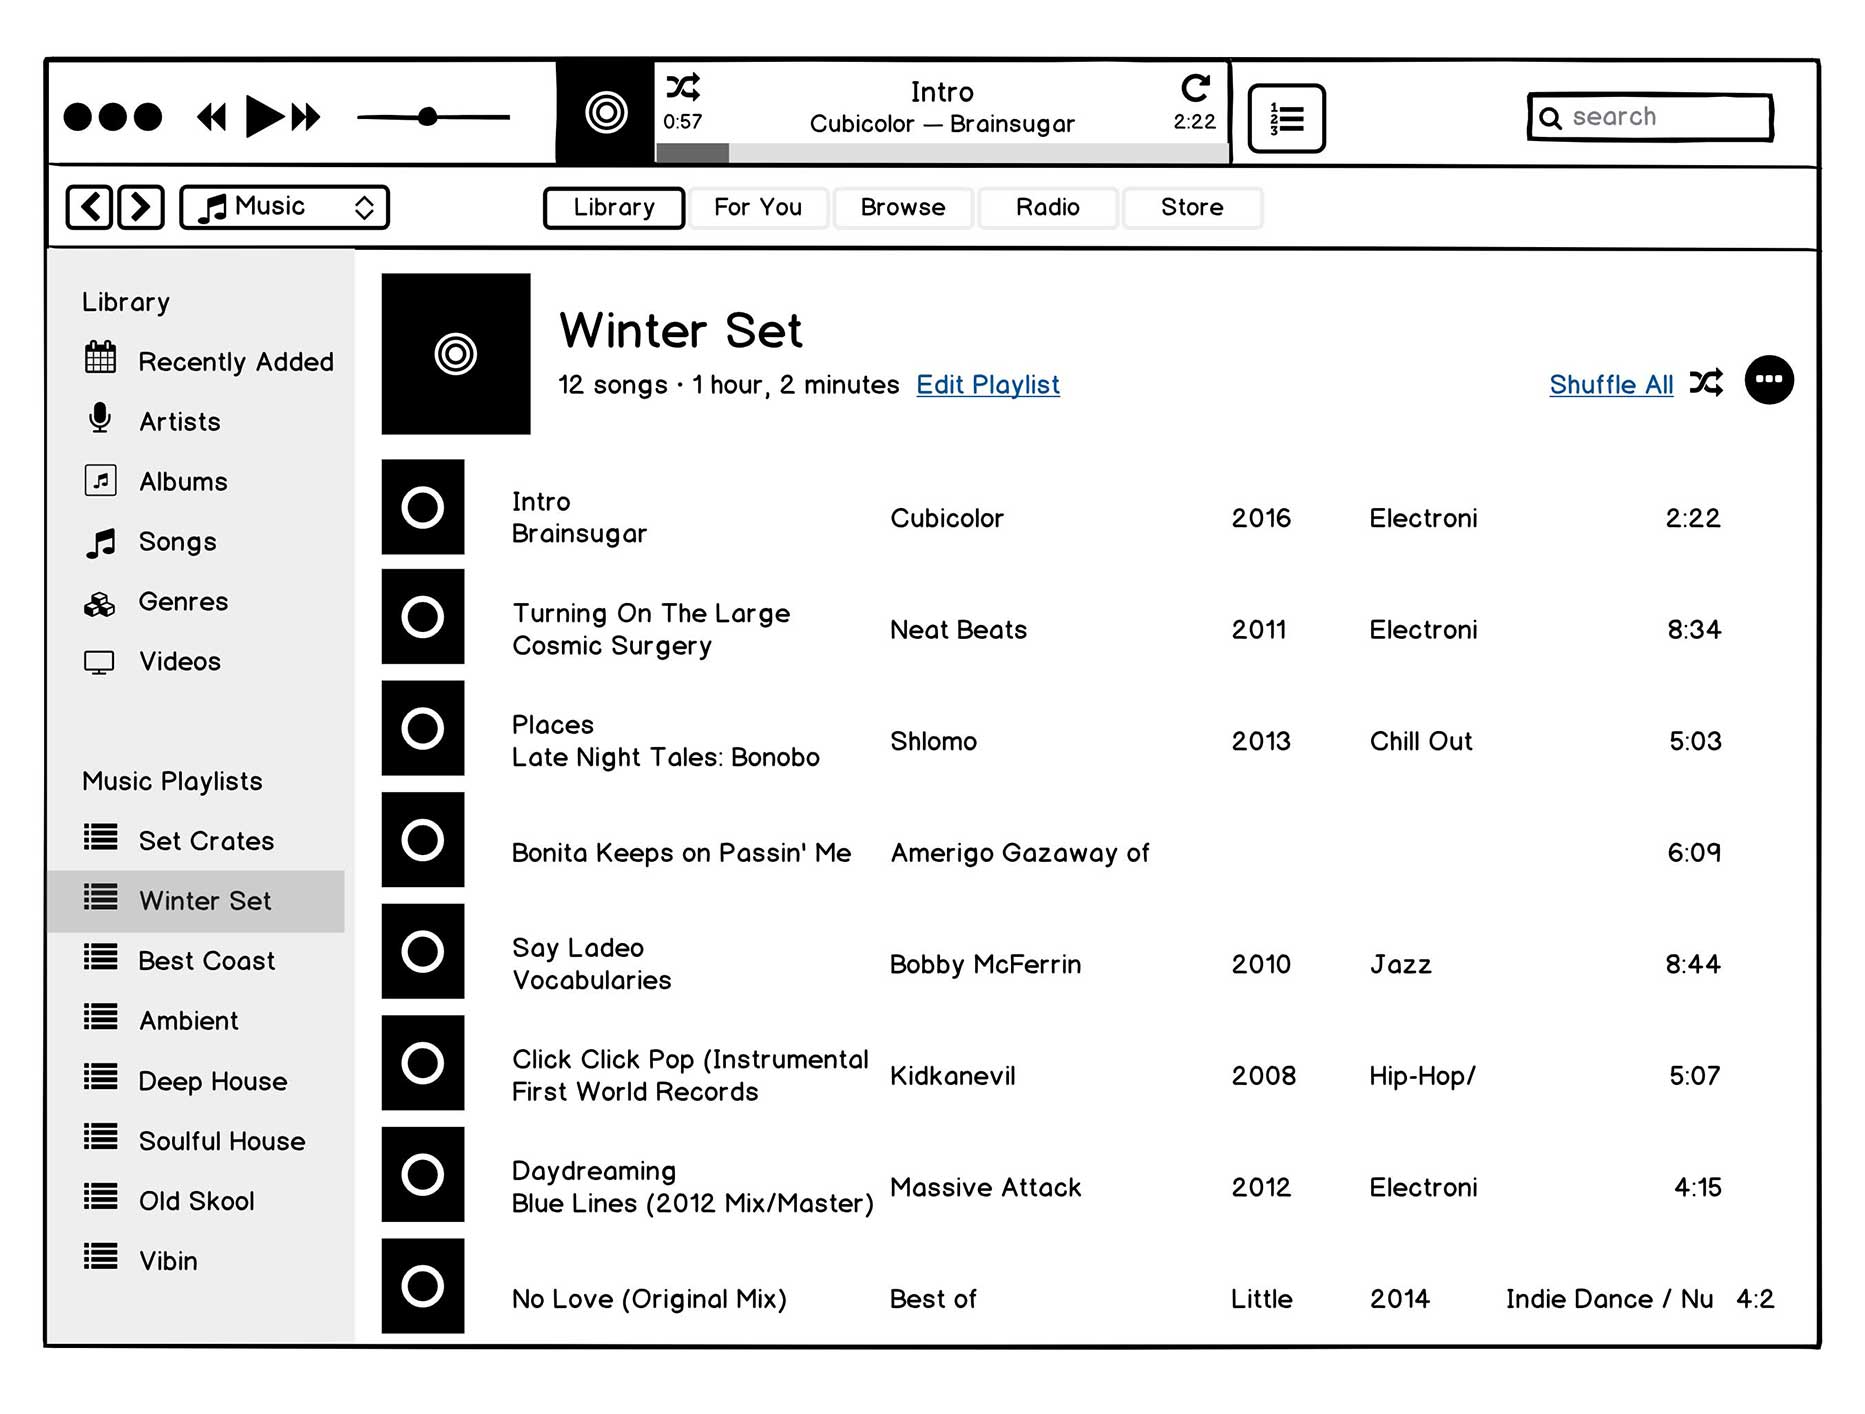 Intro
0:57
Cubicolor — Brainsugar
2:22
1
2
3
search
Music
Library
For You
Browse
Radio
Store
Library
Recently Added
Artists
Albums
Songs
Genres
Videos
Music Playlists
Set Crates
Winter Set
Best Coast
Ambient
Deep House
Soulful House
Old Skool
Vibin
Winter Set
12 songs · 1 hour, 2 minutes Edit Playlist
Shuffle All
Intro
Brainsugar
Cubicolor
2016
Electroni
2:22
Turning On The Large
Cosmic Surgery
Neat Beats
2011
Electroni
8:34
Places
Late Night Tales: Bonobo
Shlomo
2013
Chill Out
5:03
Bonita Keeps on Passin' Me
Amerigo Gazaway of
6:09
Say Ladeo
Vocabularies
Bobby McFerrin
2010
Jazz
8:44
Click Click Pop (Instrumental
First World Records
Kidkanevil
2008
Hip-Hop/
5:07
Daydreaming
Blue Lines (2012 Mix/Master)
Massive Attack
2012
Electroni
4:15
No Love (Original Mix)
Best of
Little
2014
Indie Dance / Nu
4:2